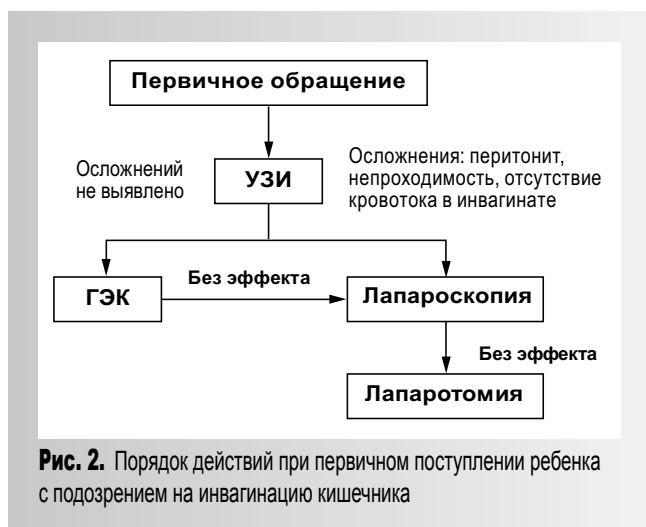 Первичное обращение
Осложнений
не выявлено
УЗИ
Осложнения: перитонит,
непроходимость, отсутствие
кровотока в инвагинате
ГЭК
Без эффекта
Лапароскопия
Без эффекта
Лапаротомия
Рис. 2. Порядок действий при первичном поступлении ребенка
с подозрением на инвагинацию кишечника